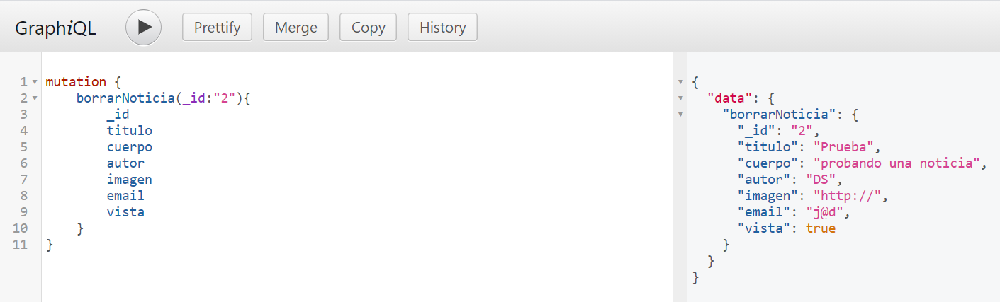 GraphiQL
Prettify
Merge
Copy
History
1 mutation {
2 borrarNoticia(_id:"2"){
3 _id
4 titulo
5 cuerpo
6 autor
7 imagen
8 email
9 vista
10 }
11 }
{
"data": {
"borrarNoticia": {
"_id": "2",
"titulo": "Prueba",
"cuerpo": "probando una noticia",
"autor": "DS",
"imagen": "http://",
"email": "j@d",
"vista": true
}
}
}